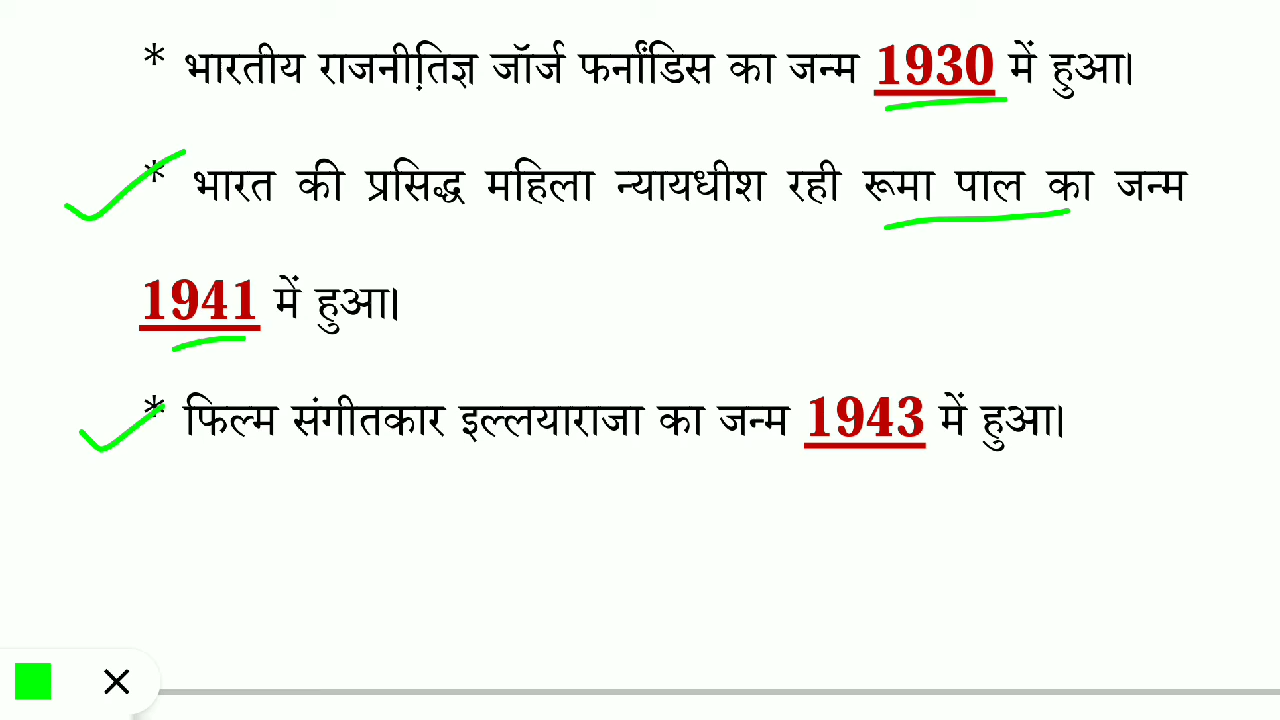 * भारतीय राजनीतिज्ञ जॉर्ज फर्नांडिस का जन्म 1930 में हुआ।
* भारत की प्रसिद्ध महिला न्यायधीश रही रूमा पाल का जन्म
1941 में हुआ।
* फिल्म संगीतकार इल्लयाराजा का जन्म 1943 में हुआ।